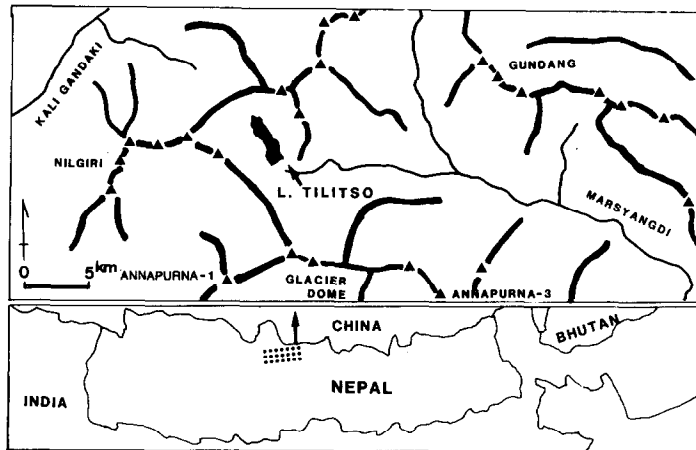 KALI GANDAKI
GUNDANG
NILGIRI
L. TILITSO
MARSYANGDI
0 5 km
ANNAPURNA-1
GLACIER
DOME
ANNAPURNA-3
CHINA
BHUTAN
NEPAL
INDIA